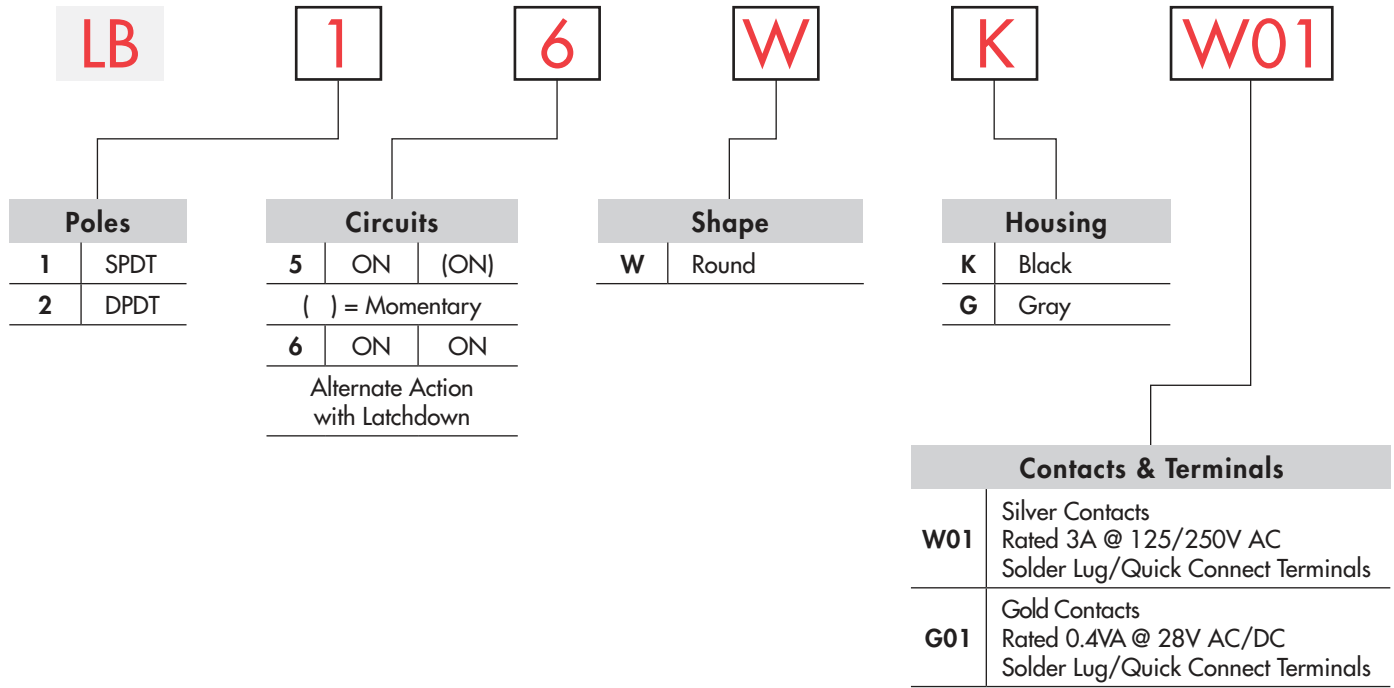 LB 1 6 W K W01
Poles
1 SPDT
2 DPDT
Circuits
5 ON (ON)
( ) = Momentary
6 ON ON
Alternate Action
with Latchdown
Shape
W Round
Housing
K Black
G Gray
Contacts & Terminals
W01
Silver Contacts
Rated 3A @ 125/250V AC
Solder Lug/Quick Connect Terminals
G01
Gold Contacts
Rated 0.4VA @ 28V AC/DC
Solder Lug/Quick Connect Terminals